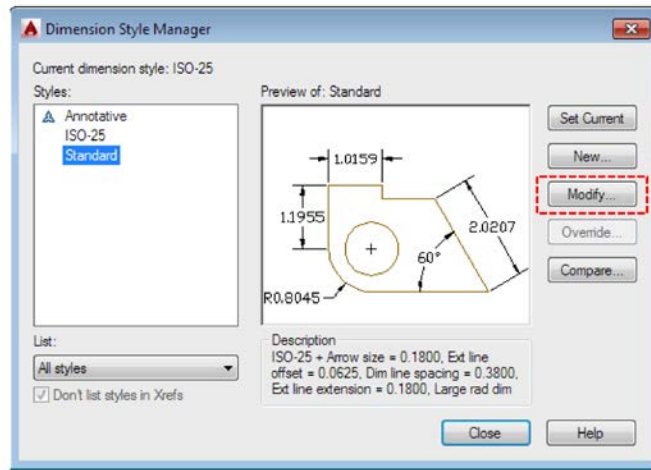 Dimension Style Manager
Current dimension style: ISO-25
Styles:
Annotative
ISO-25
Standard
Preview of: Standard
1.0159
1.1955
2.0207
60°
R0.8045
Set Current
New...
Modify...
Override...
Compare...
List:
All styles
Don't list styles in Xrefs
Description
ISO-25 + Arrow size = 0.1800, Ext line
offset = 0.0625, Dim line spacing = 0.3800,
Ext line extension = 0.1800, Large rad dim
Close
Help